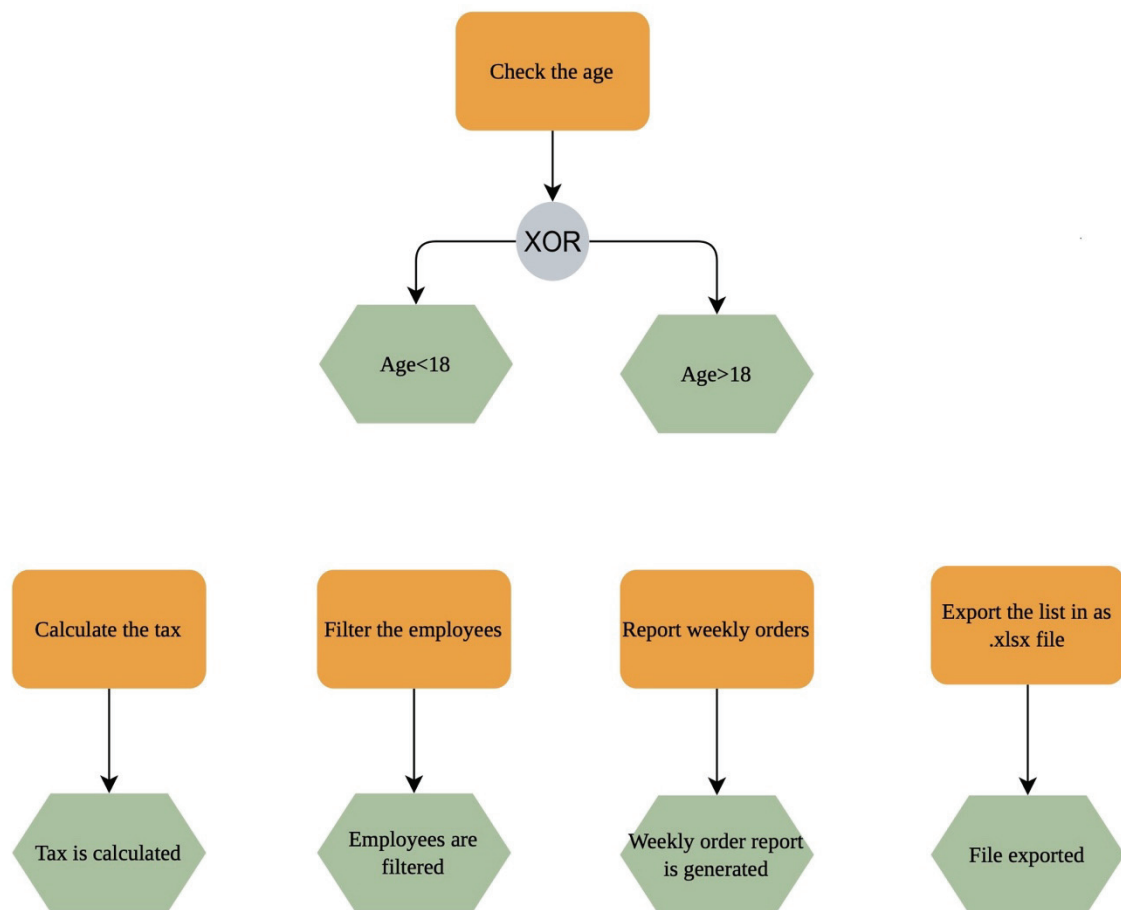 Check the age
XOR
Age<18
Age>18
Calculate the tax
Filter the employees
Report weekly orders
Export the list in as
.xlsx file
Tax is calculated
Employees are
filtered
Weekly order report
is generated
File exported